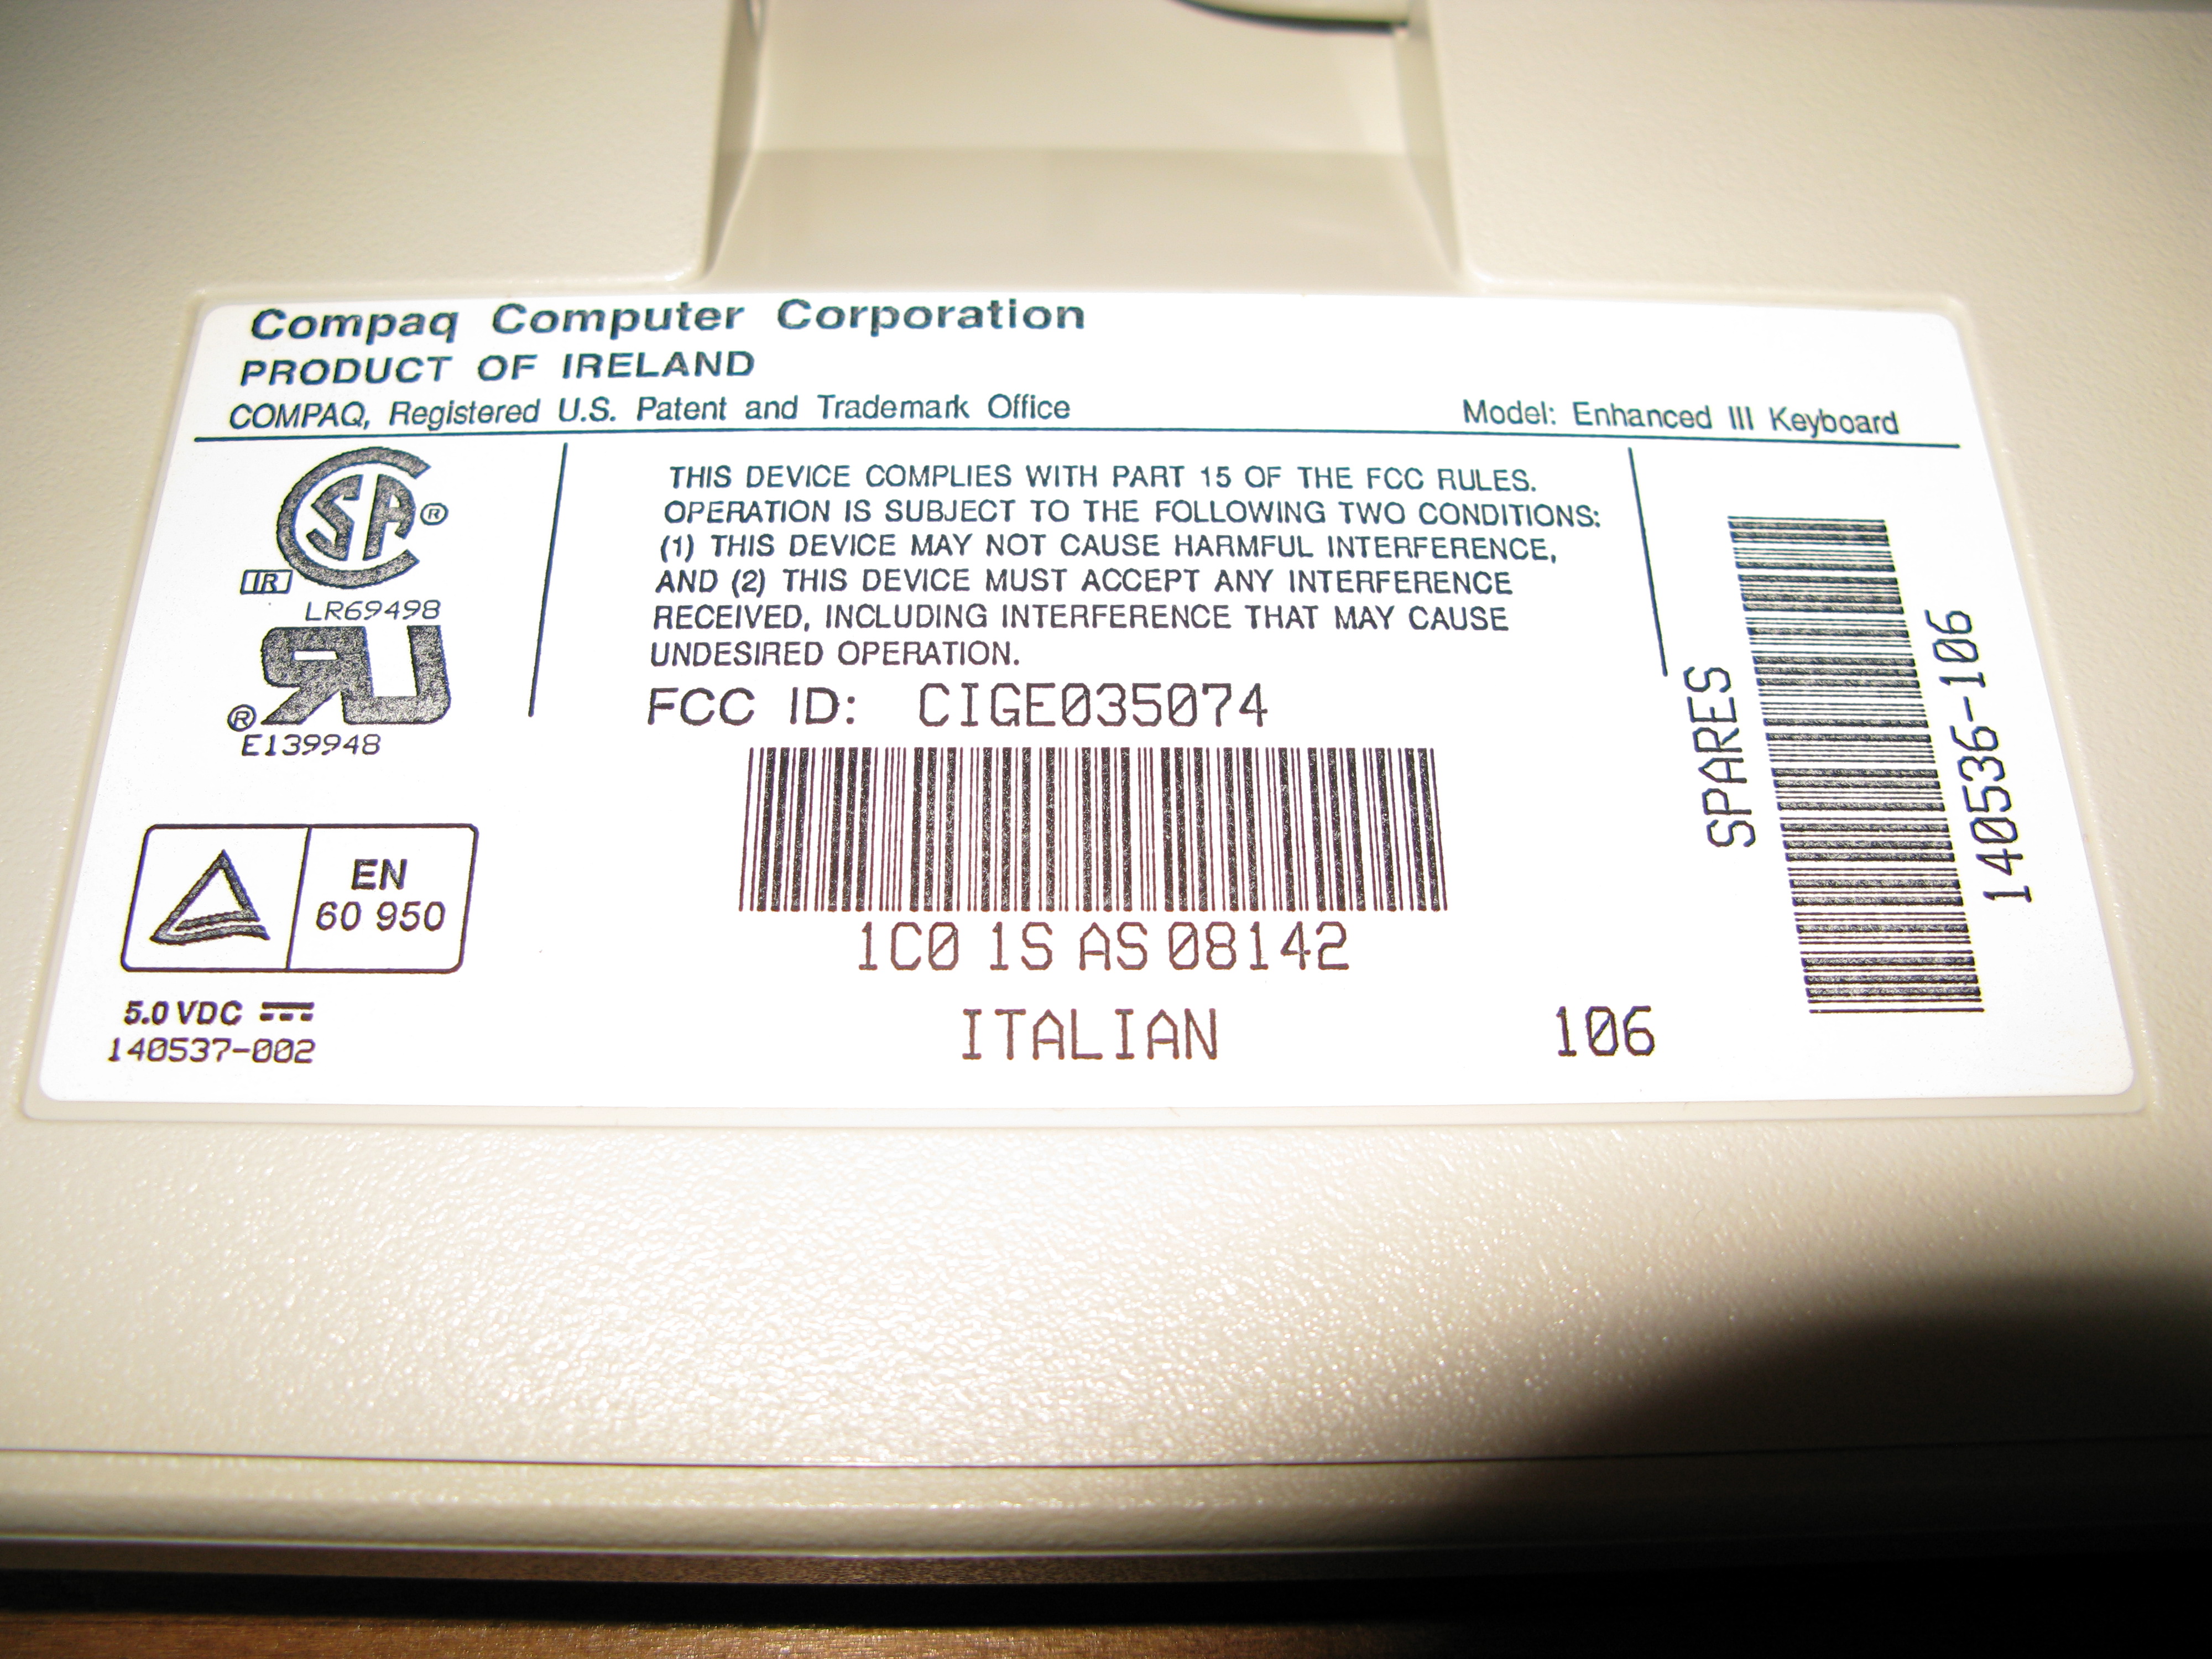 Compaq Computer Corporation
PRODUCT OF IRELAND
COMPAQ, Registered U.S. Patent and Trademark Office
Model: Enhanced III Keyboard
SA ®
IR
LR69498
UR
®
E139948
THIS DEVICE COMPLIES WITH PART 15 OF THE FCC RULES.
OPERATION IS SUBJECT TO THE FOLLOWING TWO CONDITIONS:
(1) THIS DEVICE MAY NOT CAUSE HARMFUL INTERFERENCE,
AND (2) THIS DEVICE MUST ACCEPT ANY INTERFERENCE
RECEIVED, INCLUDING INTERFERENCE THAT MAY CAUSE
UNDESIRED OPERATION.
FCC ID: CIGE035074
1C0 1S AS 08142
ITALIAN
106
SPARES
140536-106
EN
60 950
5.0 VDC
140537-002